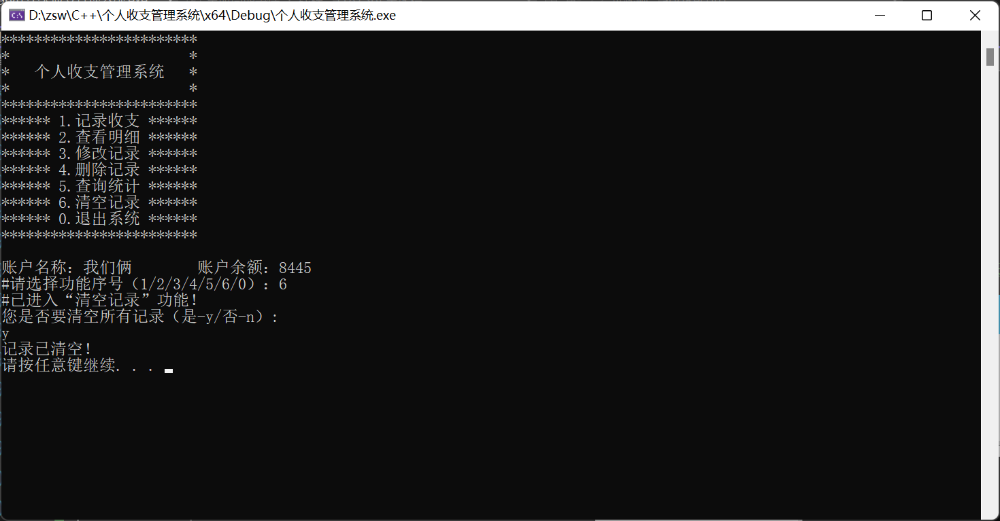 D:\zsw\C++\个人收支管理系统\x64\Debug\个人收支管理系统.exe
************************
*                      *
*   个人收支管理系统   *
*                      *
************************
****** 1.记录收支 ******
****** 2.查看明细 ******
****** 3.修改记录 ******
****** 4.删除记录 ******
****** 5.查询统计 ******
****** 6.清空记录 ******
****** 0.退出系统 ******
************************
账户名称：我们俩        账户余额：8445
#请选择功能序号（1/2/3/4/5/6/0）：6
#已进入“清空记录”功能！
您是否要清空所有记录（是-y/否-n）：
y
记录已清空！
请按任意键继续. . .